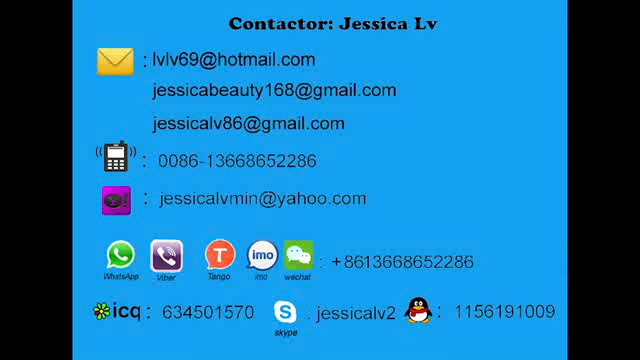 Contactor: Jessica Lv
: lvlv69@hotmail.com
jessicabeauty168@gmail.com
jessicalv86@gmail.com
: 0086-13668652286
: jessicalvmin@yahoo.com
T imo : +8613668652286
WhatsApp Viber Tango imo wechat
icq : 634501570 S : jessicalv2 : 1156191009
skype